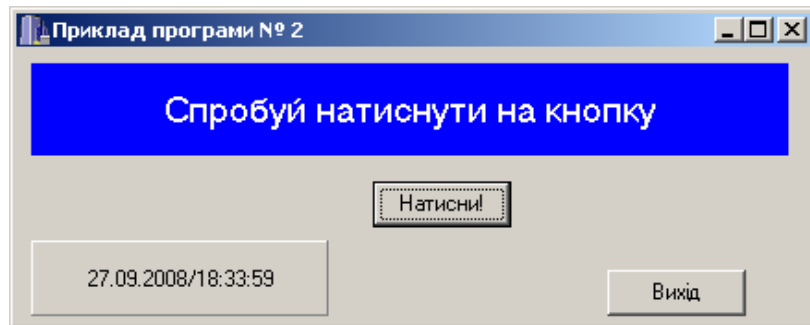 Приклад програми № 2
Спробуй натиснути на кнопку
Натисни!
27.09.2008/18:33:59
Вихід